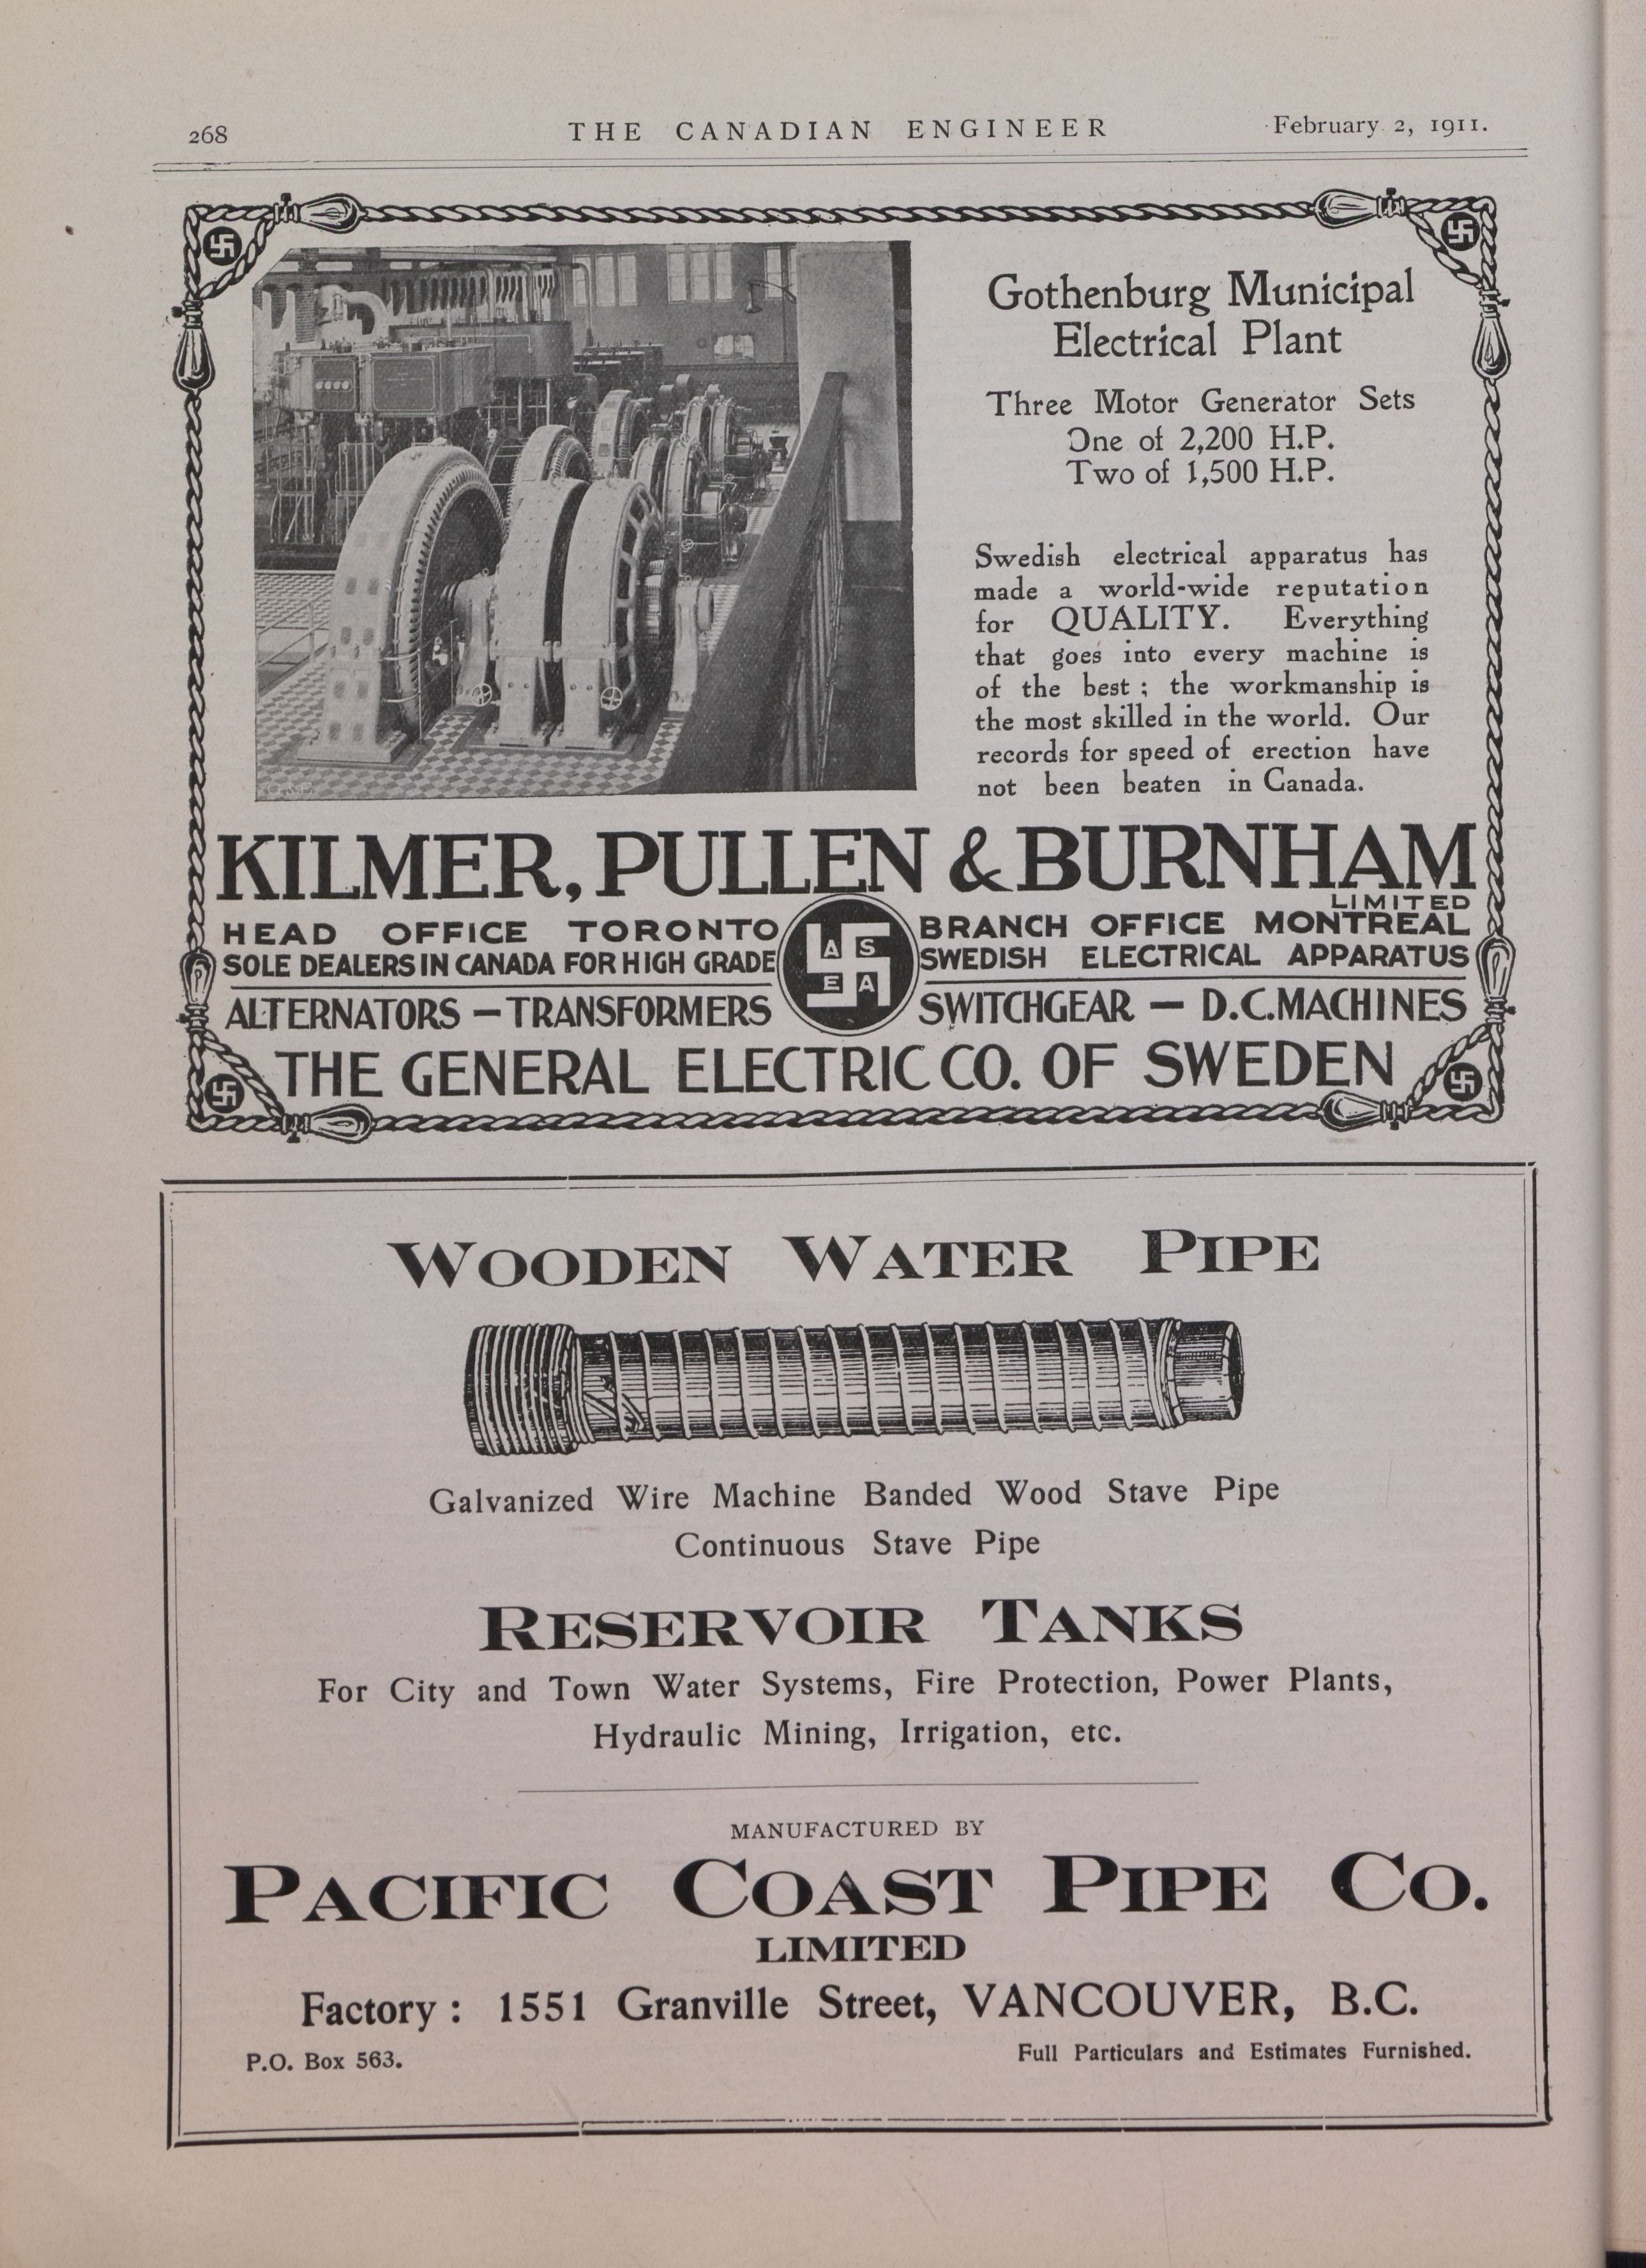 268
THE CANADIAN ENGINEER
February 2, 1911.
Gothenburg Municipal
Electrical Plant
Three Motor Generator Sets
One of 2,200 H.P.
Two of 1,500 H.P.
Swedish electrical apparatus has
made a world-wide reputation
for QUALITY. Everything
that goes into every machine is
of the best ; the workmanship is
the most skilled in the world. Our
records for speed of erection have
not been beaten in Canada.
KILMER, PULLEN & BURNHAM
LIMITED
HEAD OFFICE TORONTO
BRANCH OFFICE MONTREAL
SOLE DEALERS IN CANADA FOR HIGH GRADE
SWEDISH ELECTRICAL APPARATUS
A S
E A
ALTERNATORS — TRANSFORMERS
SWITCHGEAR — D.C. MACHINES
THE GENERAL ELECTRIC CO. OF SWEDEN
WOODEN WATER PIPE
Galvanized Wire Machine Banded Wood Stave Pipe
Continuous Stave Pipe
RESERVOIR TANKS
For City and Town Water Systems, Fire Protection, Power Plants,
Hydraulic Mining, Irrigation, etc.
MANUFACTURED BY
PACIFIC COAST PIPE CO.
LIMITED
Factory : 1551 Granville Street, VANCOUVER, B.C.
P.O. Box 563.
Full Particulars and Estimates Furnished.